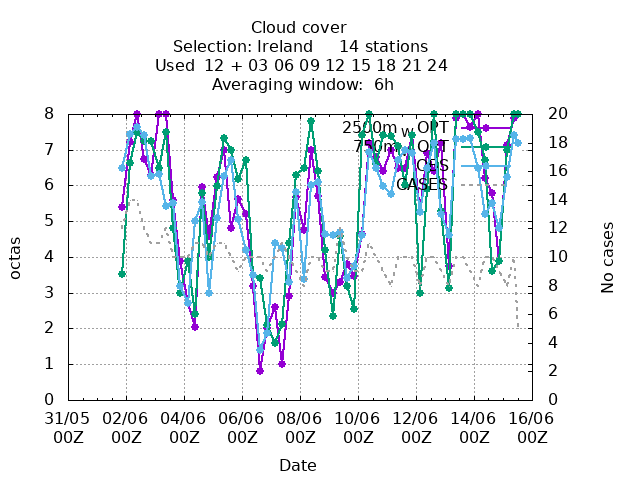 Cloud cover
Selection: Ireland 14 stations
Used 12 + 03 06 09 12 15 18 21 24
Averaging window: 6h
8 20
2500m w OPT
7 18
750m OPT
OBS
6 16
CASES
14
5 12
4 10
3 8
6
2 4
1 2
0 0
octas
No cases
31/05 02/06 04/06 06/06 08/06 10/06 12/06 14/06 16/06
00Z 00Z 00Z 00Z 00Z 00Z 00Z 00Z 00Z
Date